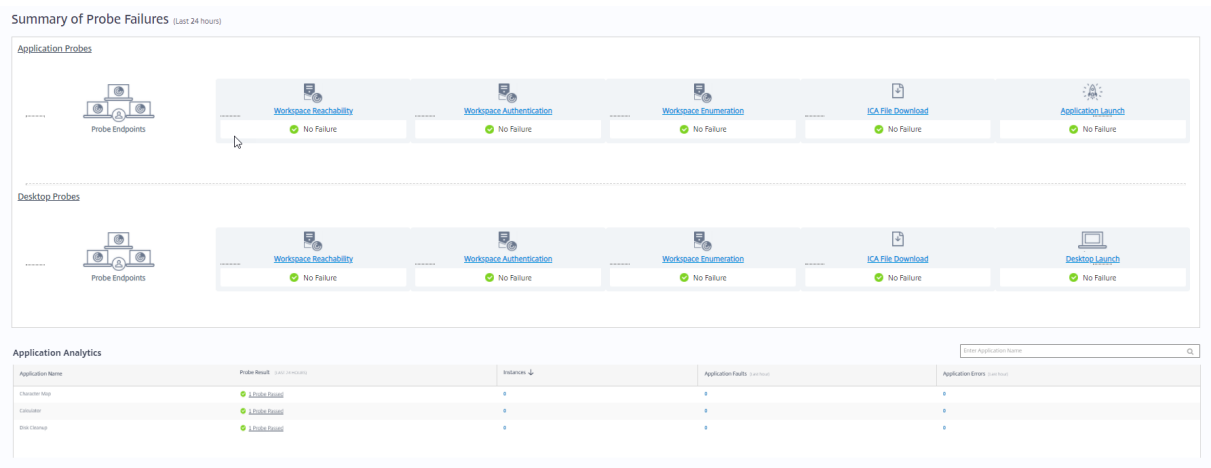 Summary of Probe Failures (Last 24 hours)
Application Probes
Probe Endpoints
Workspace Reachability
No Failure
Workspace Authentication
No Failure
Workspace Enumeration
No Failure
ICA File Download
No Failure
Application Launch
No Failure
Desktop Probes
Probe Endpoints
Workspace Reachability
No Failure
Workspace Authentication
No Failure
Workspace Enumeration
No Failure
ICA File Download
No Failure
Desktop Launch
No Failure
Application Analytics
Enter Application Name
Application Name Probe Result Instances Application Faults (Last hour) Application Errors (Last hour)
Character Map 1 Probe Passed 0 0 0
Calculator 1 Probe Passed 0 0 0
Disk Cleanup 1 Probe Passed 0 0 0